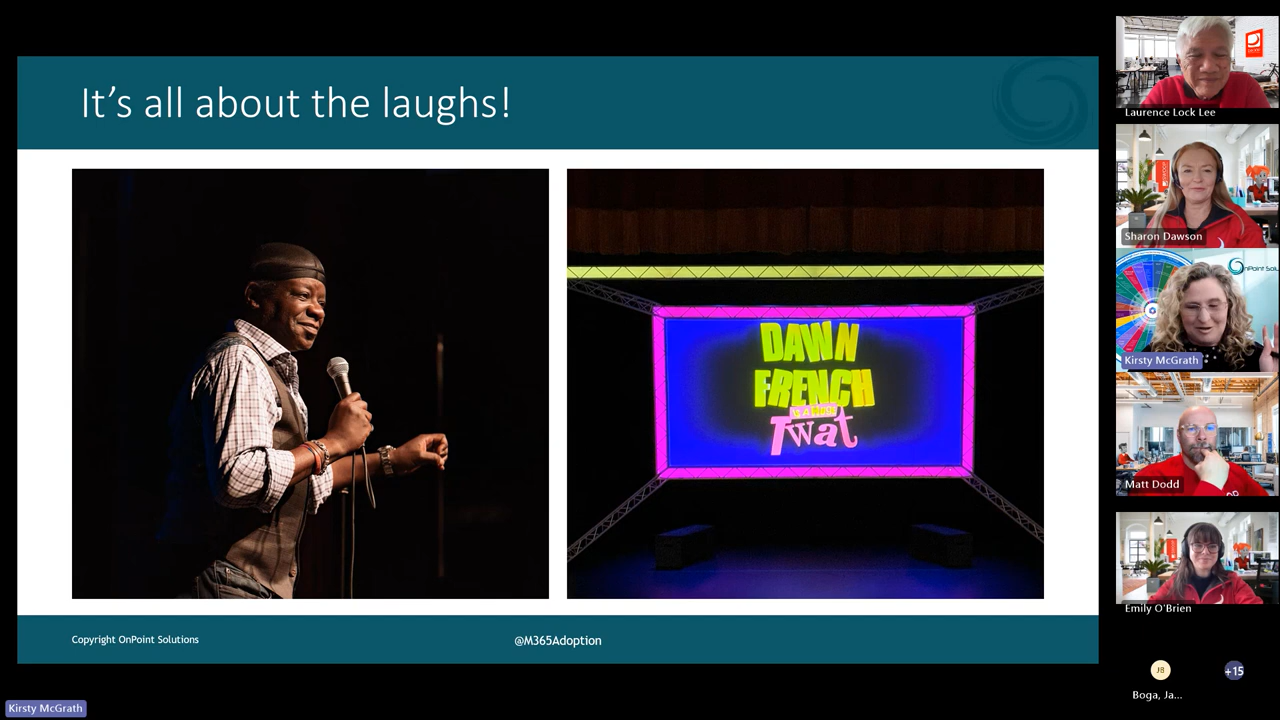 It's all about the laughs!
DAWN
FRENCH
Twat
Copyright OnPoint Solutions
@M365Adoption
Laurence Lock Lee
Sharon Dawson
Kirsty McGrath
Matt Dodd
Emily O'Brien
JB
+15
Boga, Ja...
Kirsty McGrath